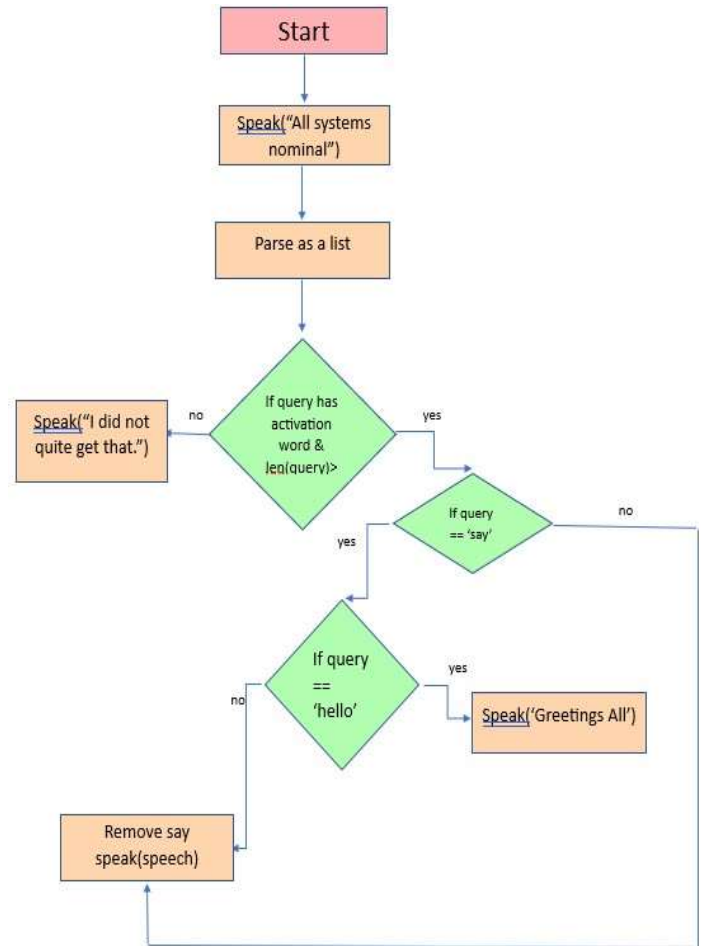 Start
Speak(“All systems
nominal”)
Parse as a list
If query has
activation
word &
len(query)>
no
yes
Speak(“I did not
quite get that.”)
If query
== ‘say’
no
yes
If query
==
‘hello’
yes
no
Speak(‘Greetings All’)
Remove say
speak(speech)